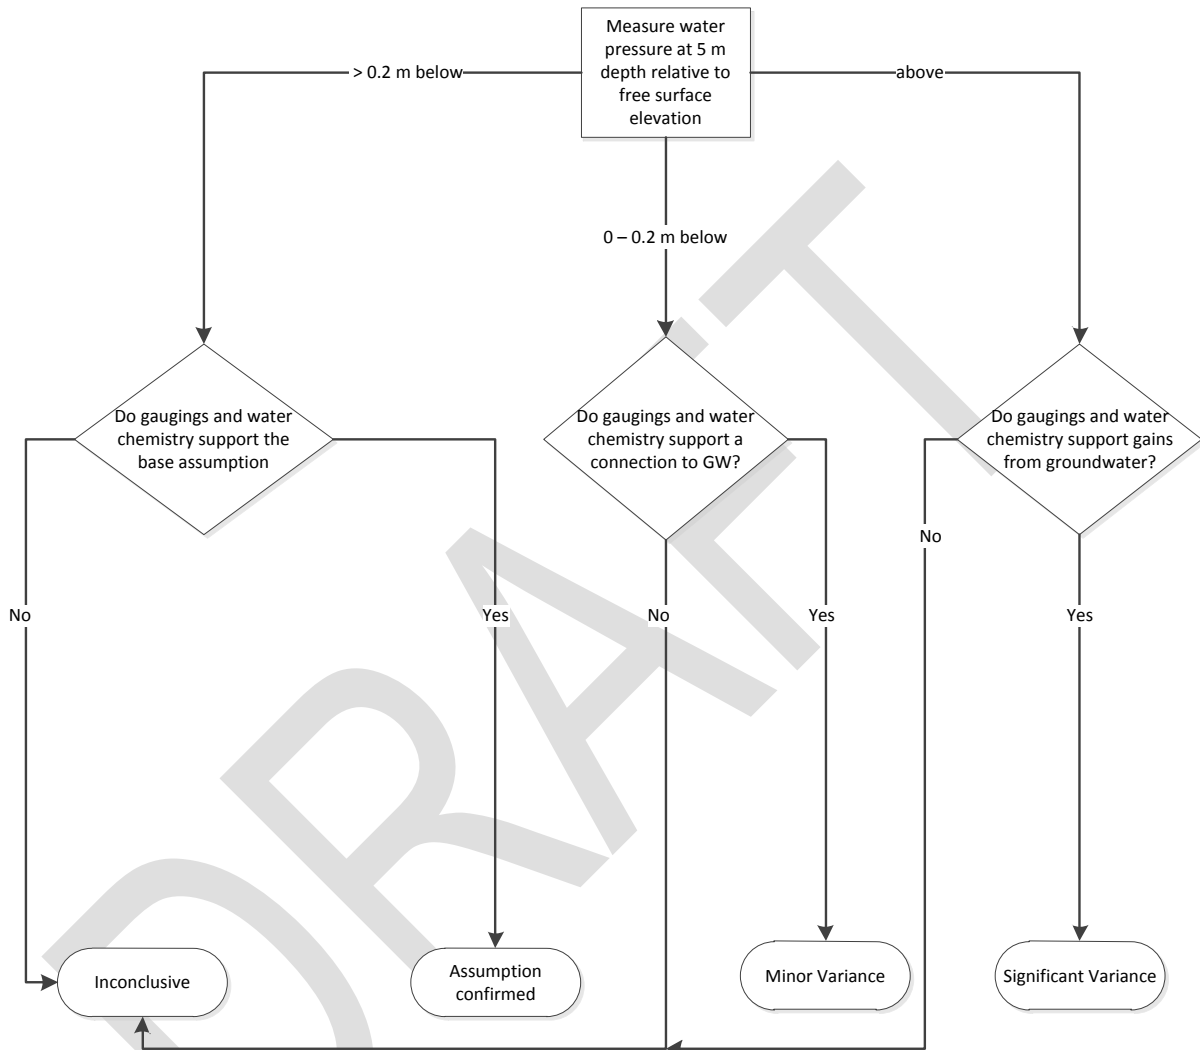 Measure water
pressure at 5 m
depth relative to
free surface
elevation
> 0.2 m below
above
0 – 0.2 m below
Do gaugings and water
chemistry support the
base assumption
Do gaugings and water
chemistry support a
connection to GW?
Do gaugings and water
chemistry support gains
from groundwater?
No
No
Yes
No
Yes
Yes
Inconclusive
Assumption
confirmed
Minor Variance
Significant Variance
DRAFT